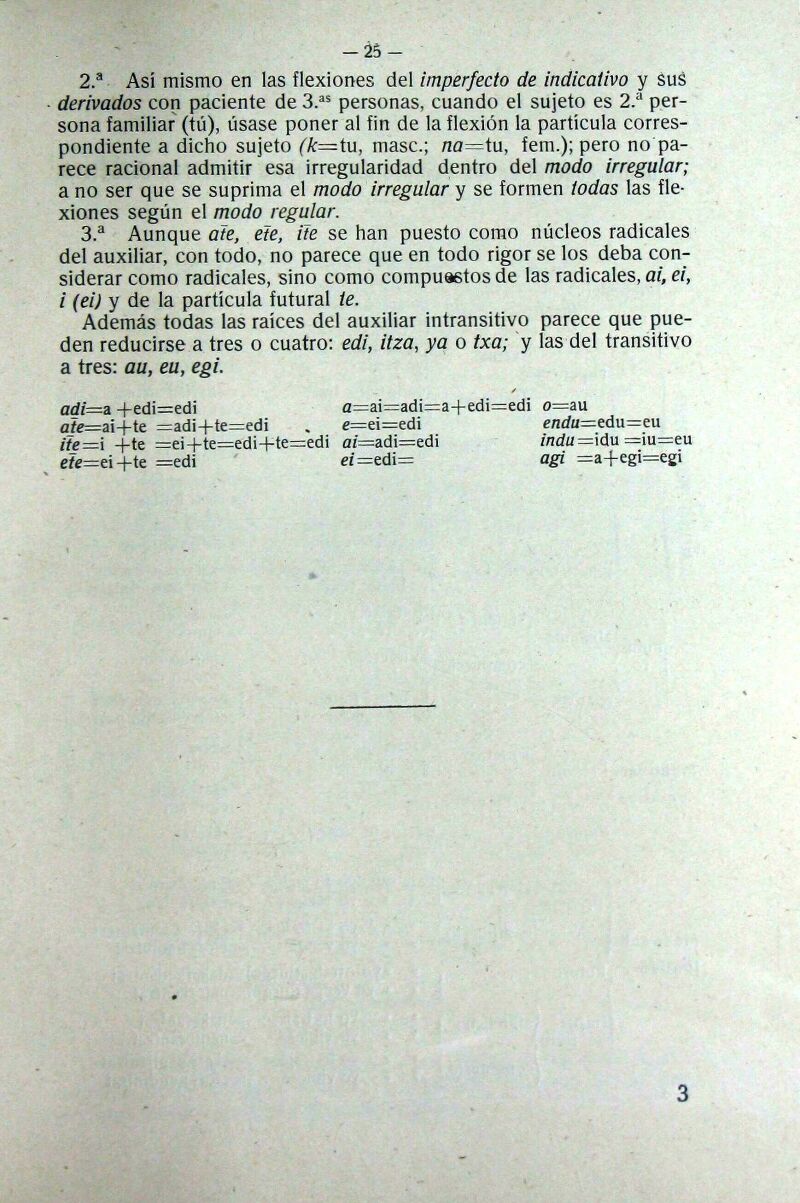 — 25 —
2.ª Así mismo en las flexiones del imperfecto de indicativo y sus
derivados con paciente de 3.ªˢ personas, cuando el sujeto es 2.ª per-
sona familiar (tú), úsase poner al fin de la flexión la partícula corres-
pondiente a dicho sujeto (k=tu, masc.; na=tu, fem.); pero no pa-
rece racional admitir esa irregularidad dentro del modo irregular;
a no ser que se suprima el modo irregular y se formen todas las fle-
xiones según el modo regular.
3.ª Aunque aте, eте, iте se han puesto como núcleos radicales
del auxiliar, con todo, no parece que en todo rigor se los deba con-
siderar como radicales, sino como compuestos de las radicales, ai, ei,
i (ei) y de la partícula futural te.
Además todas las raíces del auxiliar intransitivo parece que pue-
den reducirse a tres o cuatro: edi, itza, ya o txa; y las del transitivo
a tres: au, eu, egi.
adi=a +edi=edi a=ai=adi=a+edi=edi o=au
ate=ai+te =adi+te=edi e=ei=edi endu=edu=eu
ite=i +te =ei+te=edi+te=edi ai=adi=edi indu=idu =iu=eu
ete=ei+te =edi ei=edi= agi =a+egi=egi
3